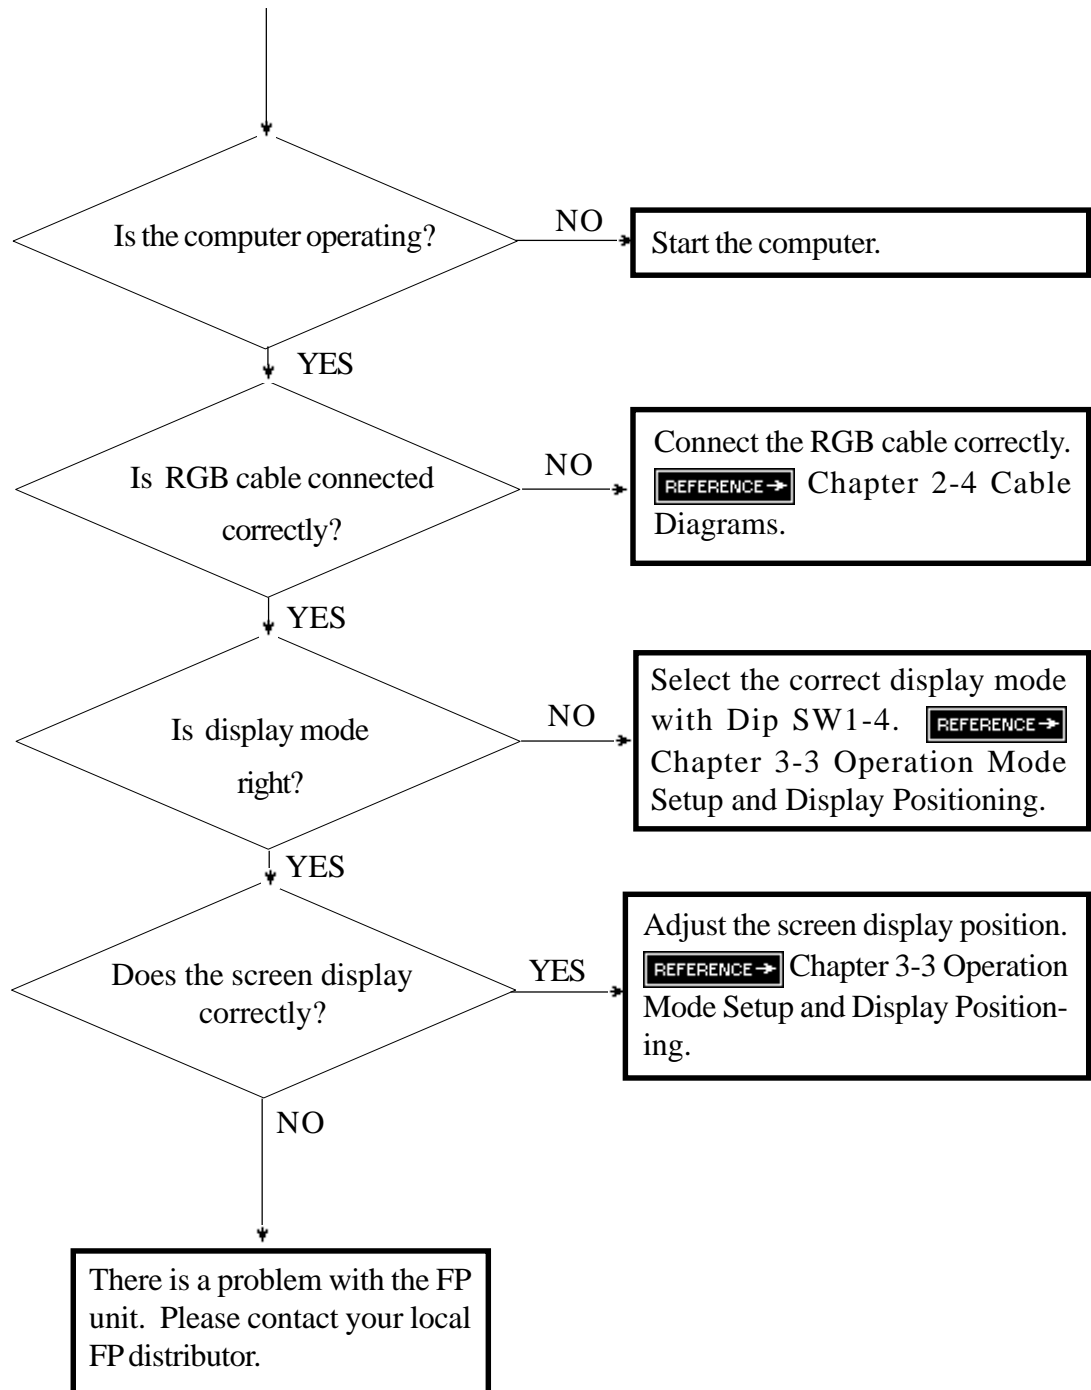 Is the computer operating?
NO
Start the computer.
YES
Is RGB cable connected
correctly?
NO
Connect the RGB cable correctly.
REFERENCE→ Chapter 2-4 Cable
Diagrams.
YES
Is display mode
right?
NO
Select the correct display mode
with Dip SW1-4. REFERENCE→
Chapter 3-3 Operation Mode
Setup and Display Positioning.
YES
Does the screen display
correctly?
YES
Adjust the screen display position.
REFERENCE→ Chapter 3-3 Operation
Mode Setup and Display Position-
ing.
NO
There is a problem with the FP
unit. Please contact your local
FP distributor.